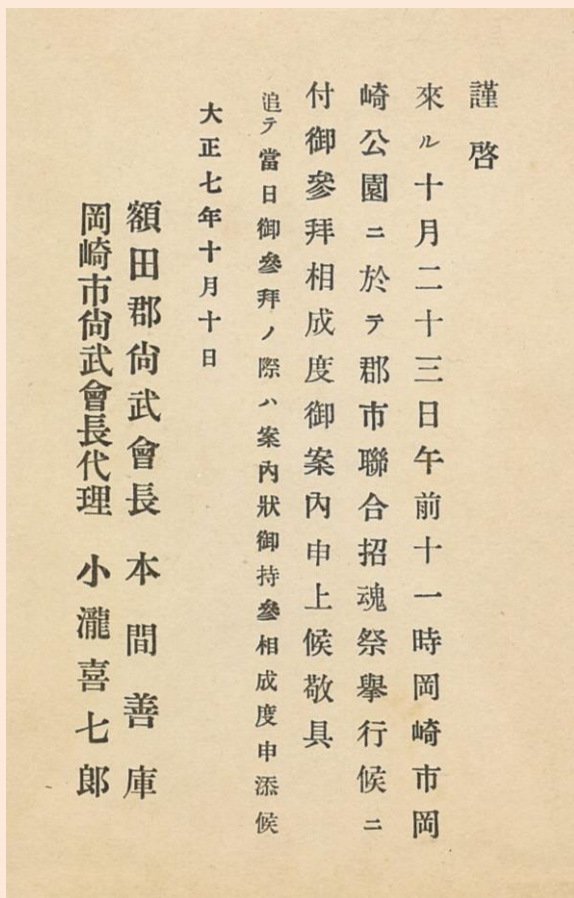 謹啓
來ル十月二十三日午前十一時岡崎市岡
崎公園ニ於テ郡市聯合招魂祭擧行候ニ
付御參拜相成度御案內申上候敬具
追テ當日御參拜ノ際ハ案內狀御持參相成度申添候
大正七年十月十日
額田郡尙武會長 本間善庫
岡崎市尙武會長代理 小瀧喜七郞